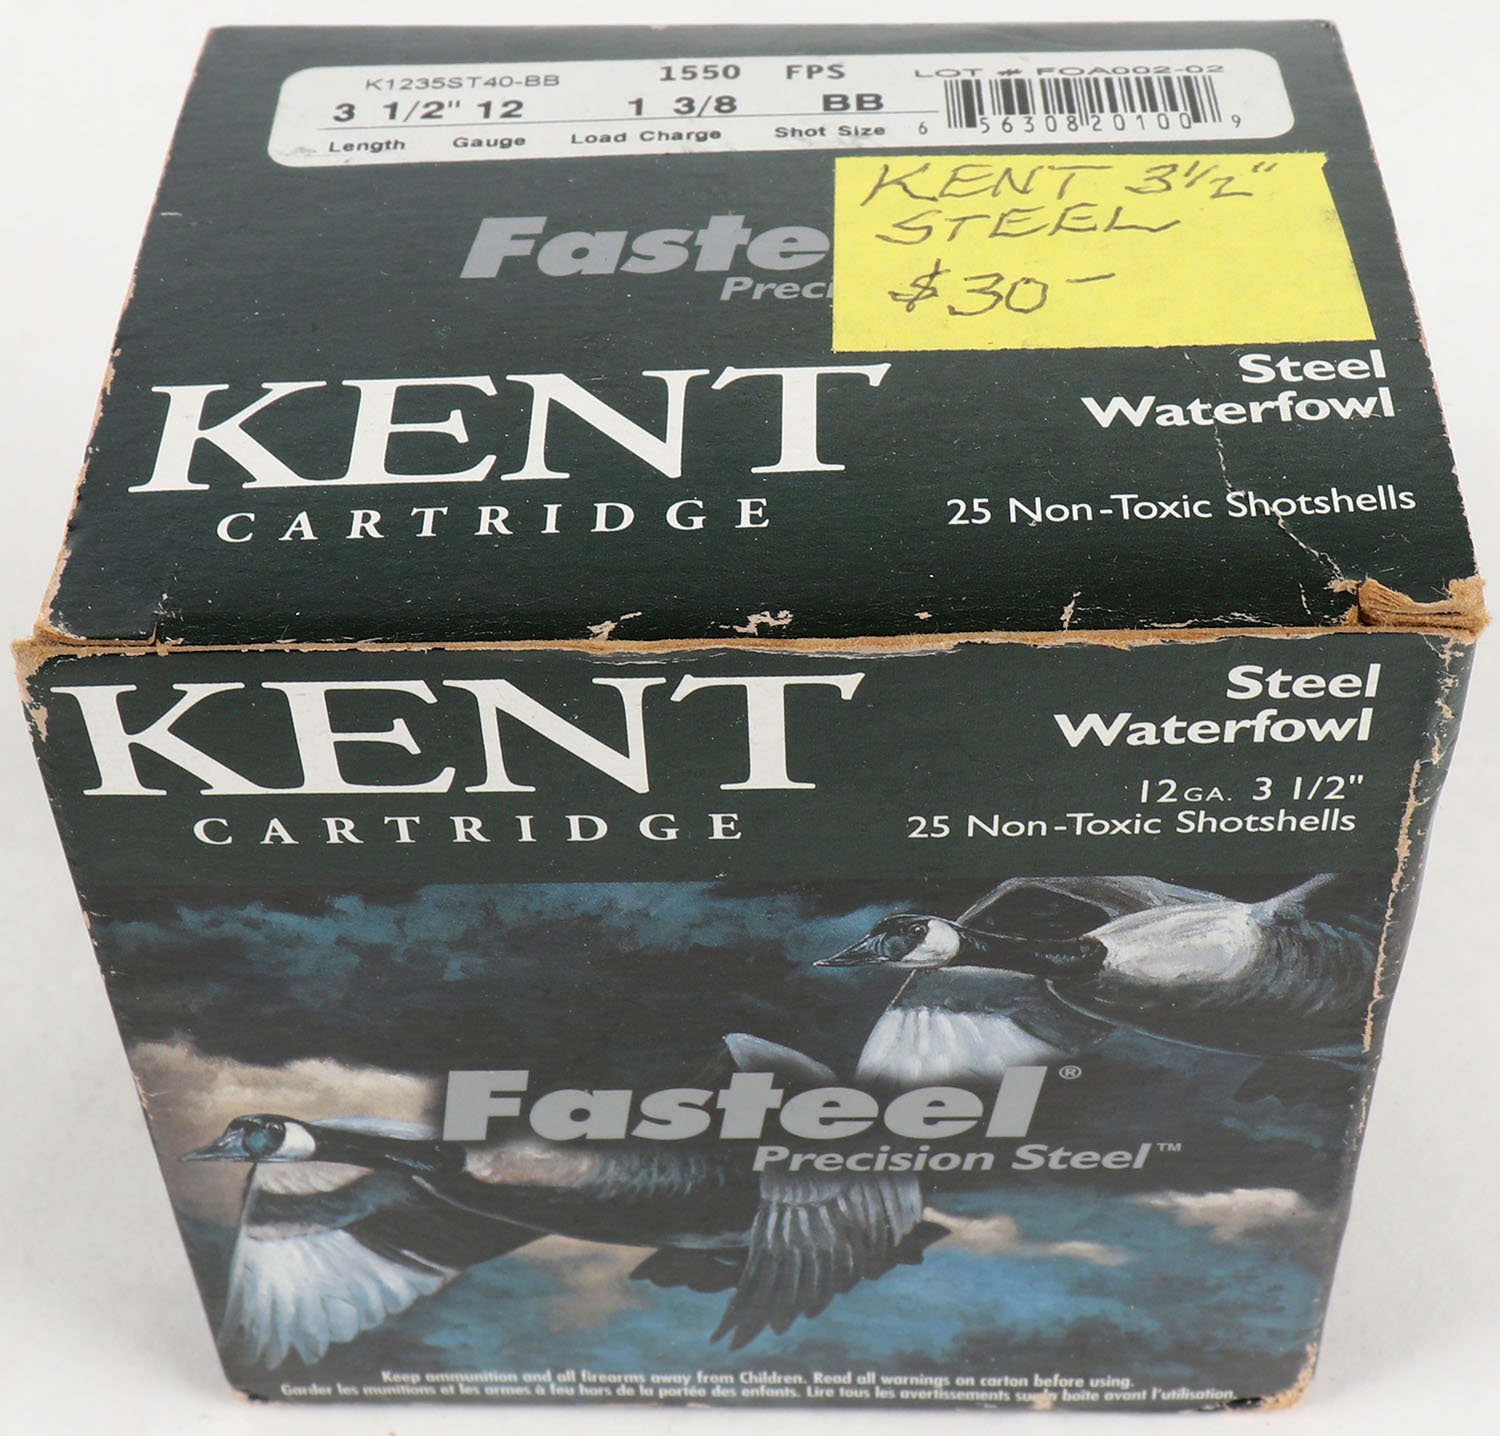 K1235ST40-BB 1550 FPS LOT # FOA002-02
3 1/2" 12 1 3/8 BB
Length Gauge Load Charge Shot Size
6 56308 20100 9
KENT 3 1/2"
STEEL
$30-
Fastee
Preci
KENT
CARTRIDGE
Steel
Waterfowl
25 Non-Toxic Shotshells
KENT
CARTRIDGE
Steel
Waterfowl
12GA. 3 1/2"
25 Non-Toxic Shotshells
Fasteel®
Precision Steel™
Keep ammunition and all firearms away from Children. Read all warnings on carton before using.
Garder les munitions et les armes à feu hors de la portée des enfants. Lire tous les avertissements sur la boîte avant l'utilisation.